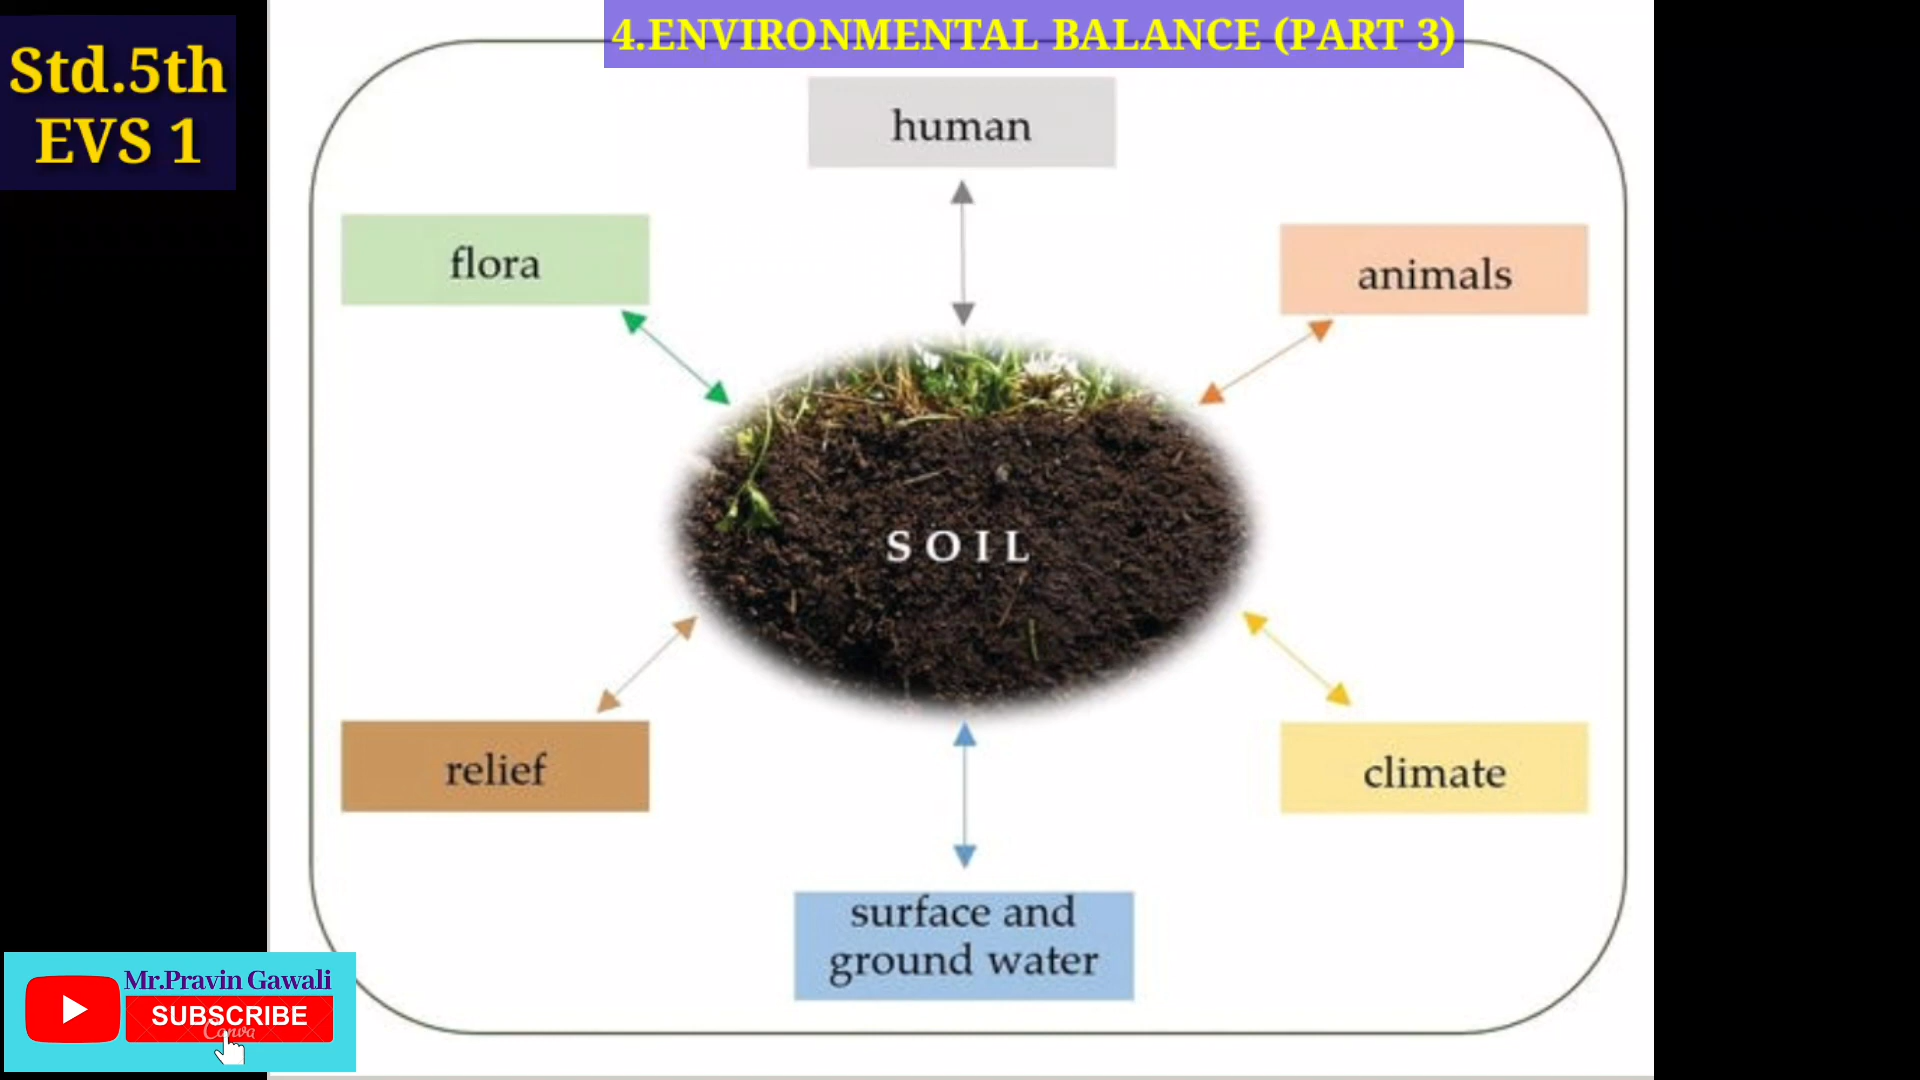 4.ENVIRONMENTAL BALANCE (PART 3)
Std.5th
EVS 1
human
flora
animals
SOIL
relief
climate
surface and
ground water
Mr.Pravin Gawali
SUBSCRIBE
Canva